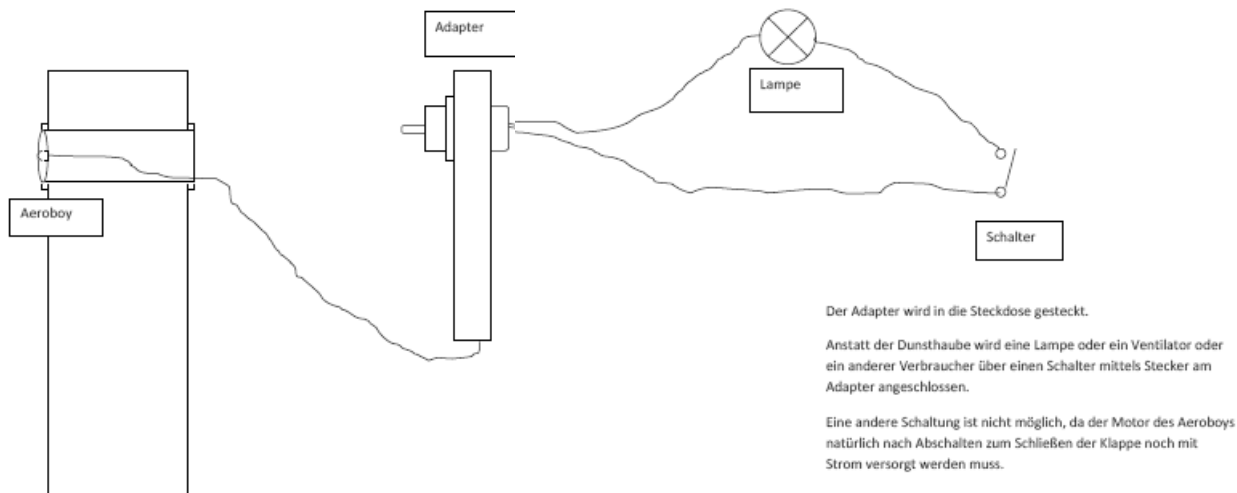 Adapter
Lampe
Aeroboy
Schalter
Der Adapter wird in die Steckdose gesteckt.
Anstatt der Dunsthaube wird eine Lampe oder ein Ventilator oder
ein anderer Verbraucher über einen Schalter mittels Stecker am
Adapter angeschlossen.
Eine andere Schaltung ist nicht möglich, da der Motor des Aeroboys
natürlich nach Abschalten zum Schließen der Klappe noch mit
Strom versorgt werden muss.